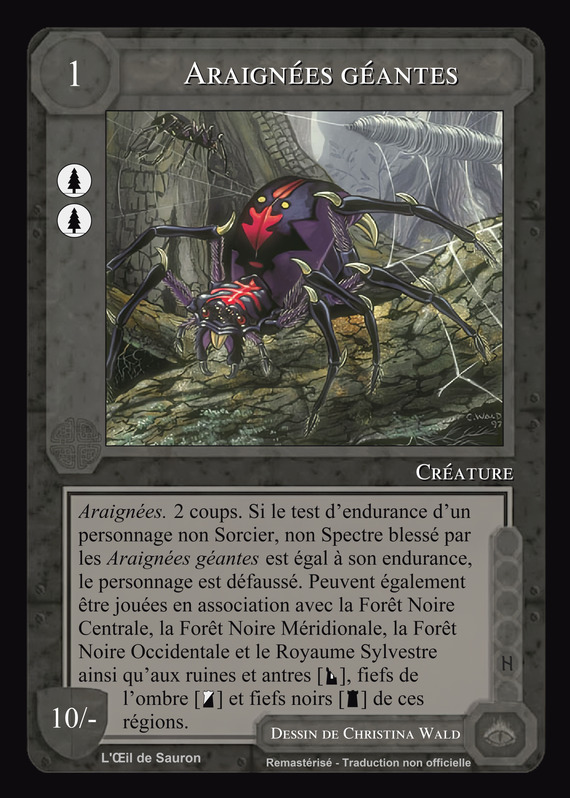 1
Araignées géantes
C. Wald
97
Créature
Araignées. 2 coups. Si le test d'endurance d'un
personnage non Sorcier, non Spectre blessé par
les Araignées géantes est égal à son endurance,
le personnage est défaussé. Peuvent également
être jouées en association avec la Forêt Noire
Centrale, la Forêt Noire Méridionale, la Forêt
Noire Occidentale et le Royaume Sylvestre
ainsi qu'aux ruines et antres [ ], fiefs de
l'ombre [ ] et fiefs noirs [ ] de ces
régions.
10/-
Dessin de Christina Wald
L'Œil de Sauron
Remastérisé - Traduction non officielle